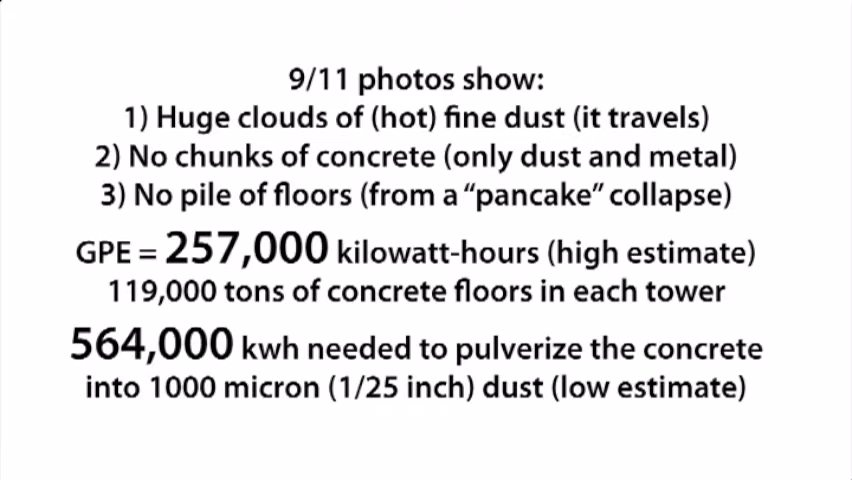 9/11 photos show:
1) Huge clouds of (hot) fine dust (it travels)
2) No chunks of concrete (only dust and metal)
3) No pile of floors (from a “pancake” collapse)
GPE = 257,000 kilowatt-hours (high estimate)
119,000 tons of concrete floors in each tower
564,000 kwh needed to pulverize the concrete
into 1000 micron (1/25 inch) dust (low estimate)